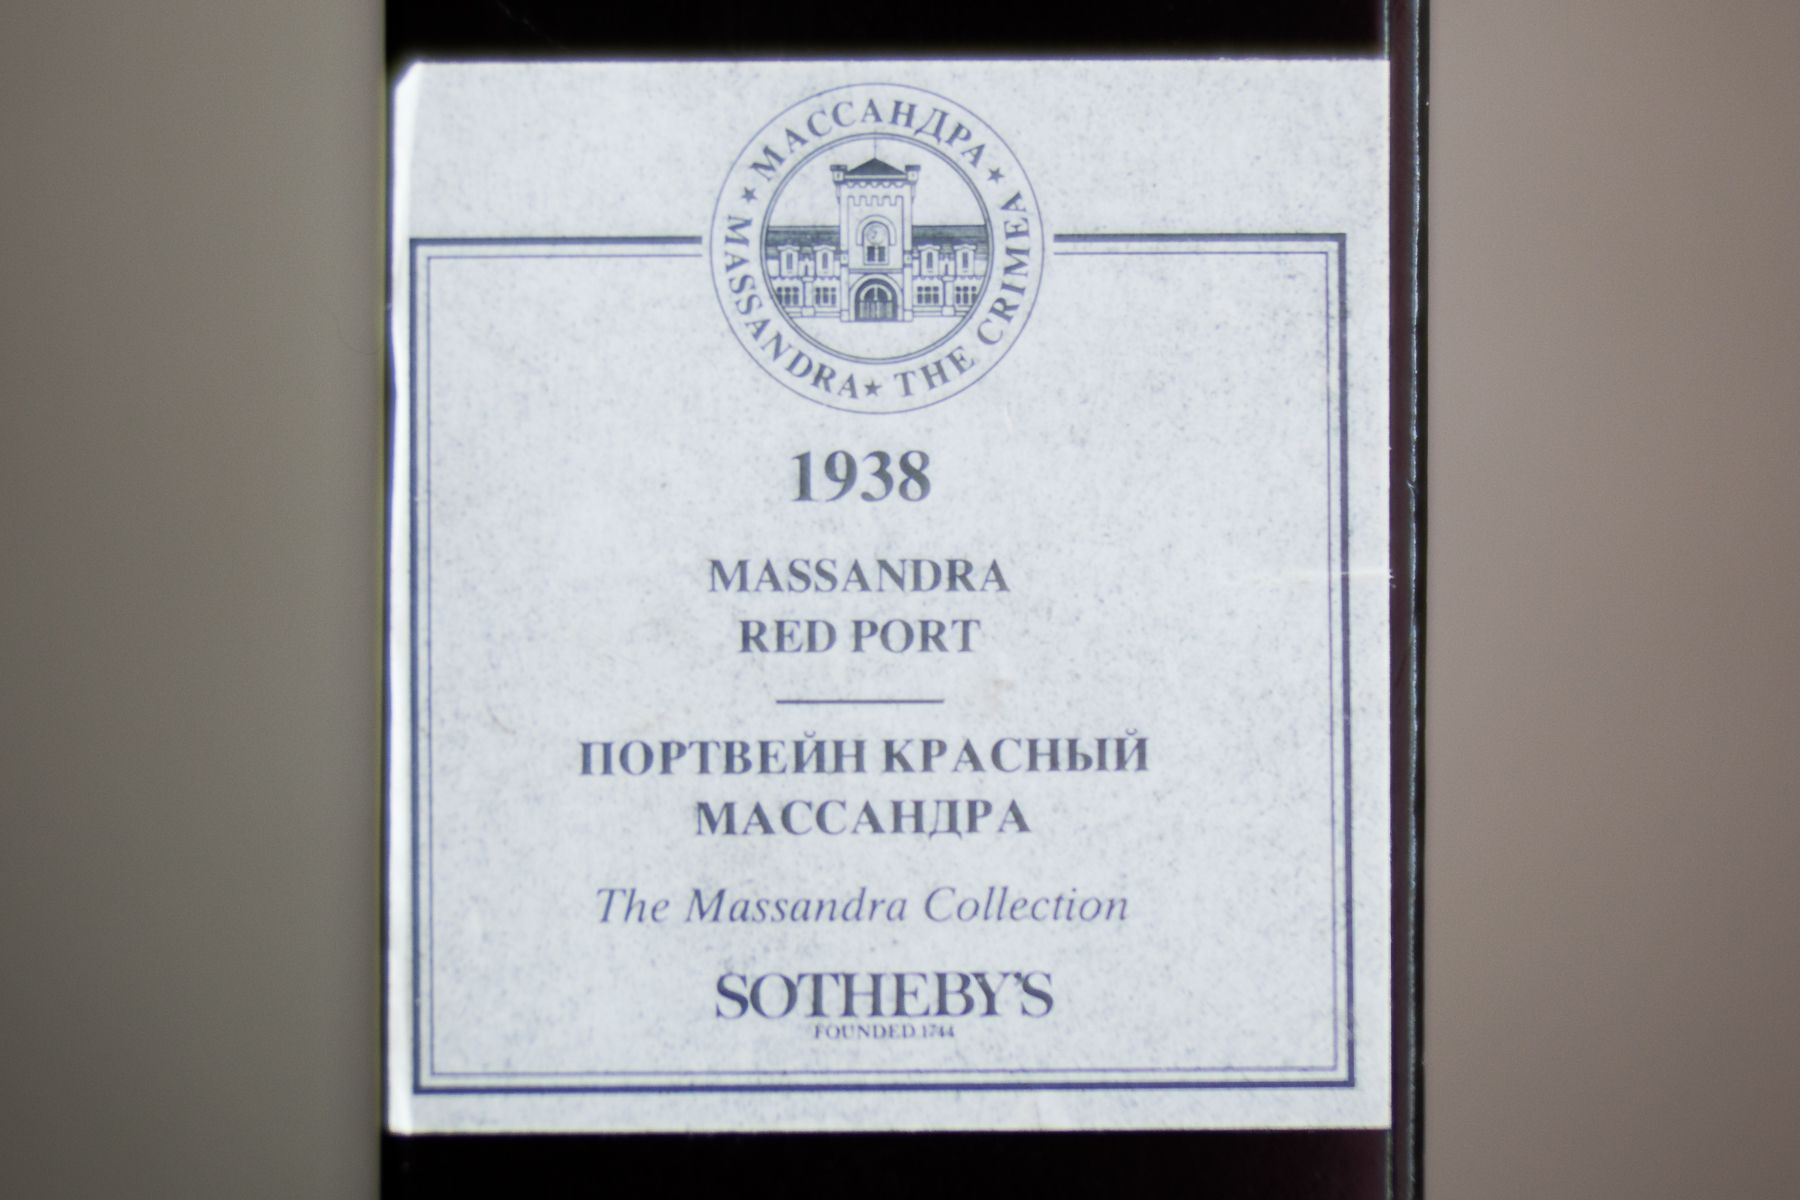 МАССАНДРА ★ MASSANDRA ★ THE CRIMEA ★
1938
MASSANDRA
RED PORT
ПОРТВЕЙН КРАСНЫЙ
МАССАНДРА
The Massandra Collection
SOTHEBY'S
FOUNDED 1744